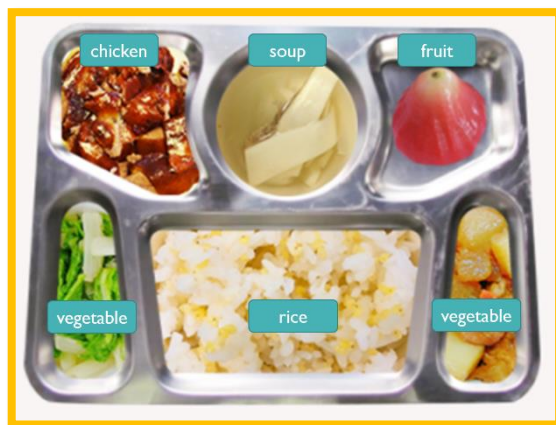 chicken
soup
fruit
vegetable
rice
vegetable